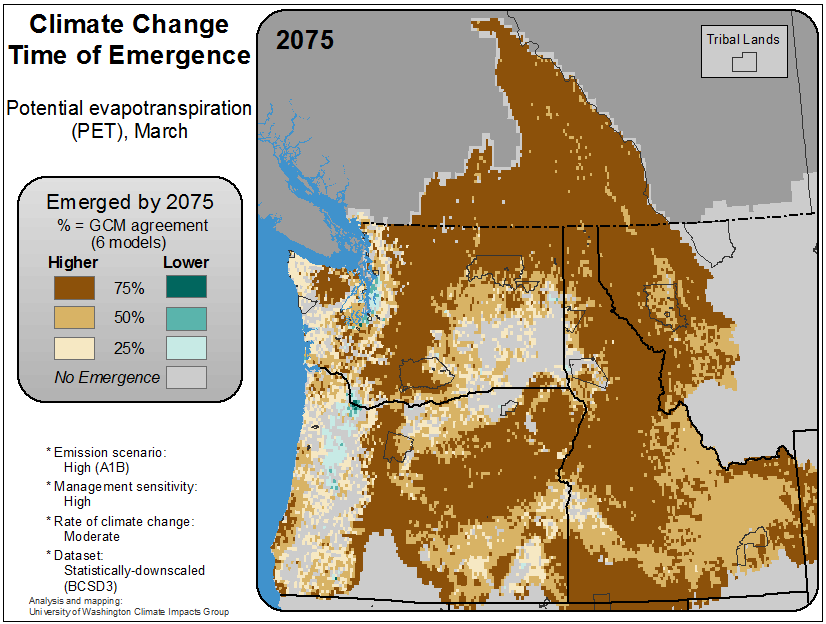 Climate Change
Time of Emergence
Potential evapotranspiration
(PET), March
Emerged by 2075
% = GCM agreement
(6 models)
Higher Lower
75%
50%
25%
No Emergence
* Emission scenario:
High (A1B)
* Management sensitivity:
High
* Rate of climate change:
Moderate
* Dataset:
Statistically-downscaled
(BCSD3)
Analysis and mapping:
University of Washington Climate Impacts Group
2075
Tribal Lands